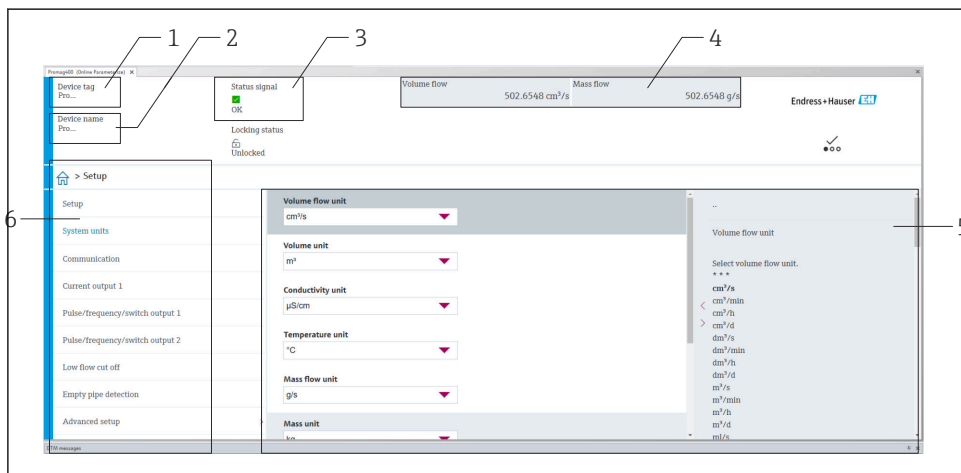 1
2
3
4
Promag400 (Online Parameterize) ×
Device tag
Pro...
Status signal
OK
Volume flow
502.6548 cm³/s
Mass flow
502.6548 g/s
Endress+Hauser EH
Device name
Pro...
Locking status
Unlocked
> Setup
6
5
Setup
System units
Communication
Current output 1
Pulse/frequency/switch output 1
Pulse/frequency/switch output 2
Low flow cut off
Empty pipe detection
Advanced setup
Volume flow unit
cm³/s
Volume unit
m³
Conductivity unit
µS/cm
Temperature unit
°C
Mass flow unit
g/s
Mass unit
kg
..
Volume flow unit
Select volume flow unit.
* * *
cm³/s
cm³/min
cm³/h
cm³/d
dm³/s
dm³/min
dm³/h
dm³/d
m³/s
m³/min
m³/h
m³/d
ml/s
DTM messages